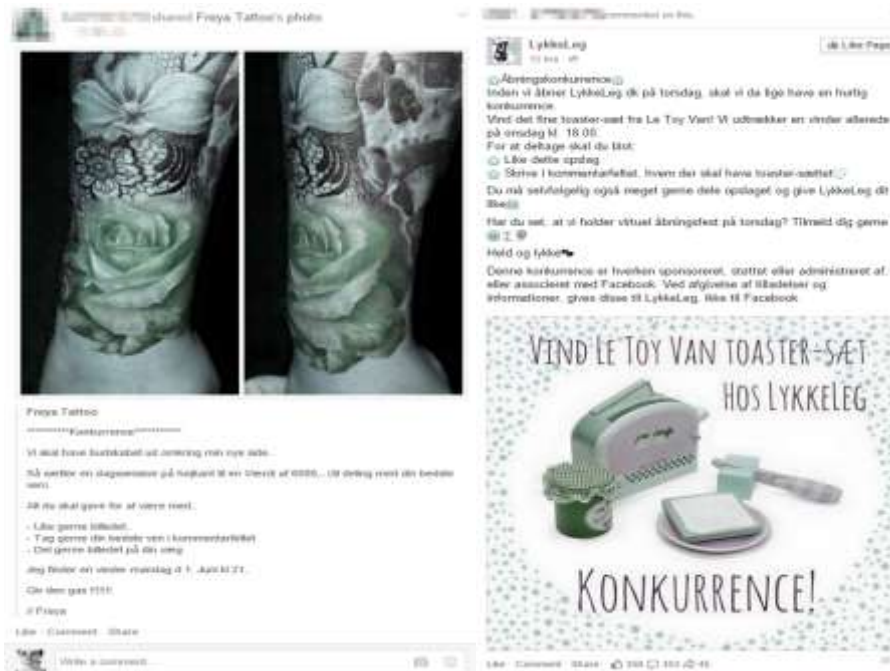 shared Freya Tattoo's photo
Freya Tattoo
Konkurrence
Vi skal have budskabet ud omkring min nye side..
Så sætter en dagsseance på højkant til en Værdi af 6000,- til deling med din bedste
ven.
Alt du skal gøre for at være med..
- Like gerne billedet.
- Tag gerne din bedste ven i kommentarfeltet
- Del gerne billedet på din væg
Jeg finder en vinder mandag d 1. Juni kl 21..
Giv den gas !!!!!
// Freya
Like · Comment · Share
Write a comment...
commented on this.
LykkeLeg
Like Page
Åbningskonkurrence
Inden vi åbner LykkeLeg.dk på torsdag, skal vi da lige have en hurtig
konkurrence.
Vind det fine toaster-sæt fra Le Toy Van! Vi udtrækker en vinder allerede
på onsdag kl. 18.00.
For at deltage skal du blot:
Like dette opslag
Skrive i kommentarfeltet, hvem der skal have toaster-sættet
Du må selvfølgelig også meget gerne dele opslaget og give LykkeLeg dit
like
Har du set, at vi holder virtuel åbningsfest på torsdag? Tilmeld dig gerne
Held og lykke
Denne konkurrence er hverken sponsoreret, støttet eller administreret af,
eller associeret med Facebook. Ved afgivelse af tilladelser og
informationer, gives disse til LykkeLeg, ikke til Facebook.
VIND LE TOY VAN TOASTER-SÆT
HOS LYKKELEG
KONKURRENCE!
Like · Comment · Share